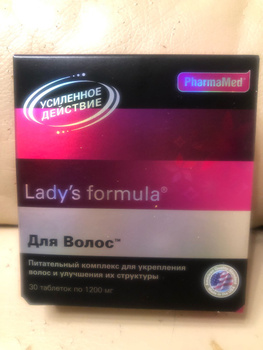 PharmaMed®
УСИЛЕННОЕ
ДЕЙСТВИЕ
Lady's formula®
Для Волос™
Питательный комплекс для укрепления
волос и улучшения их структуры
30 таблеток по 1200 мг